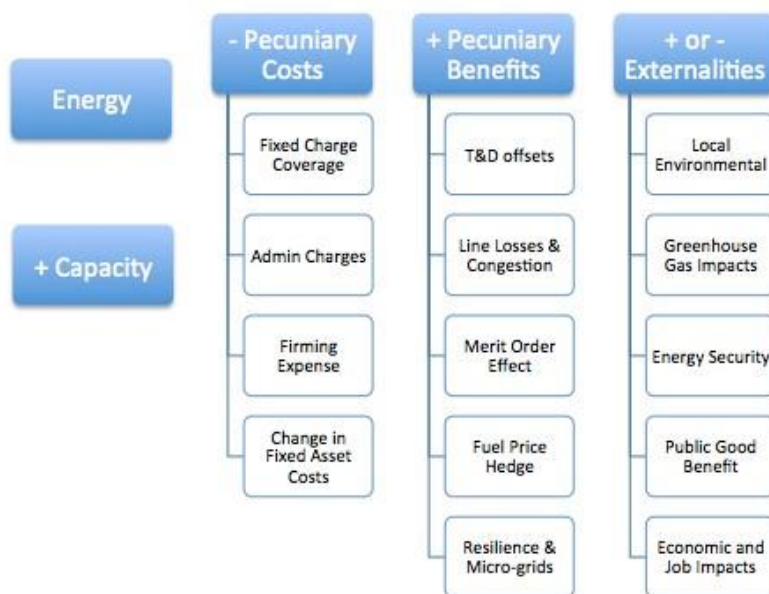 Energy
+ Capacity
- Pecuniary
Costs
Fixed Charge
Coverage
Admin Charges
Firming
Expense
Change in
Fixed Asset
Costs
+ Pecuniary
Benefits
T&D offsets
Line Losses &
Congestion
Merit Order
Effect
Fuel Price
Hedge
Resilience &
Micro-grids
+ or -
Externalities
Local
Environmental
Greenhouse
Gas Impacts
Energy Security
Public Good
Benefit
Economic and
Job Impacts